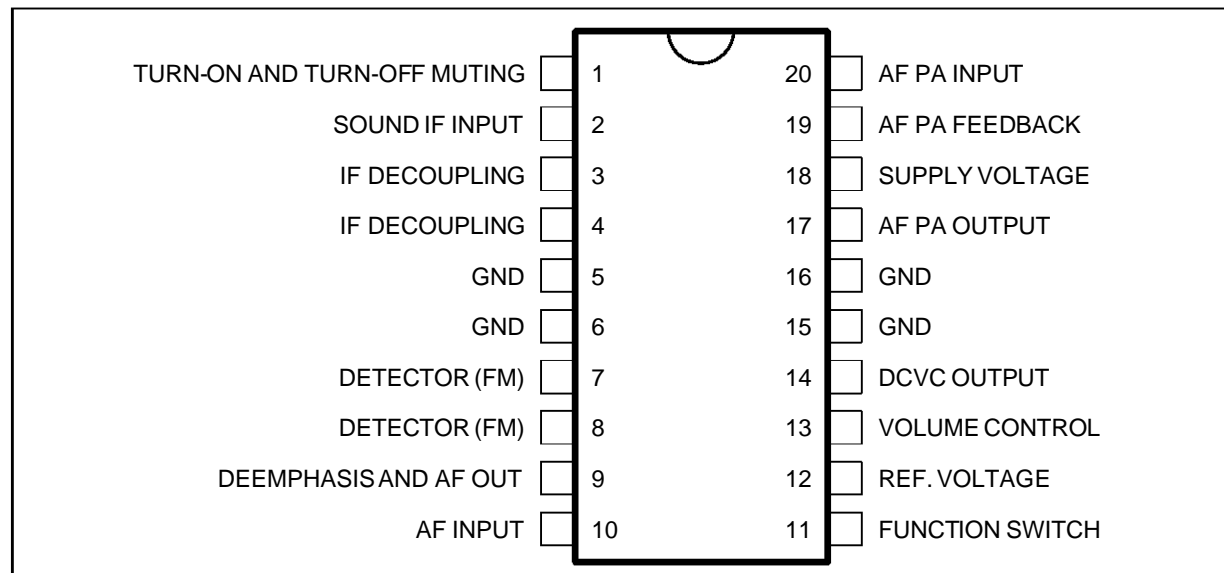 TURN-ON AND TURN-OFF MUTING 1 20 AF PA INPUT
SOUND IF INPUT 2 19 AF PA FEEDBACK
IF DECOUPLING 3 18 SUPPLY VOLTAGE
IF DECOUPLING 4 17 AF PA OUTPUT
GND 5 16 GND
GND 6 15 GND
DETECTOR (FM) 7 14 DCVC OUTPUT
DETECTOR (FM) 8 13 VOLUME CONTROL
DEEMPHASIS AND AF OUT 9 12 REF. VOLTAGE
AF INPUT 10 11 FUNCTION SWITCH